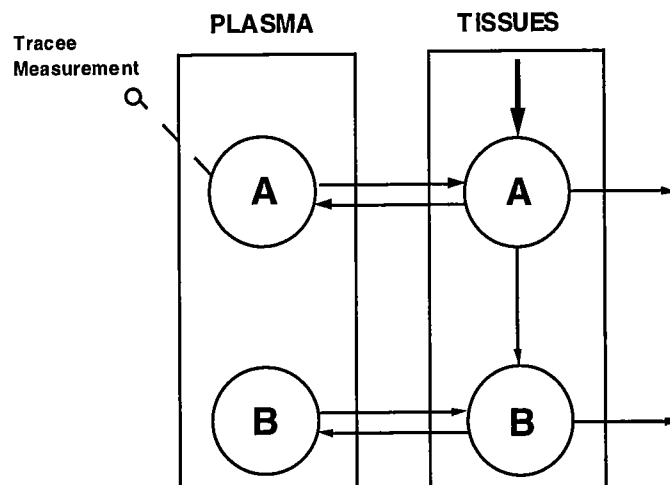 PLASMA
TISSUES
Tracee
Measurement
A
A
B
B